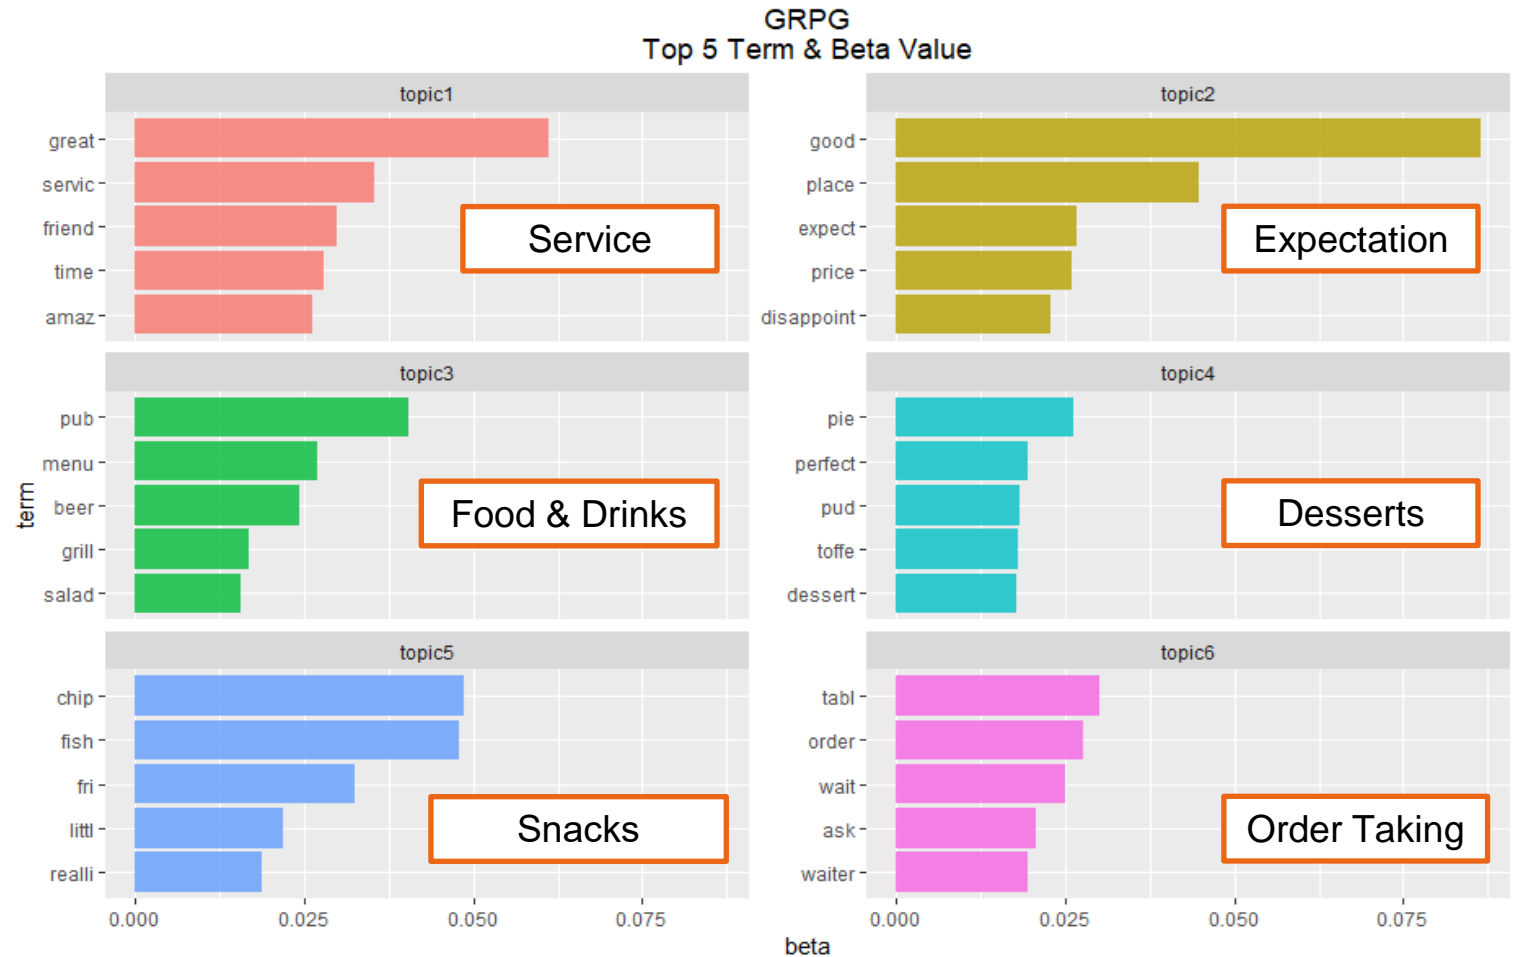 GRPG
Top 5 Term & Beta Value
topic1
great
servic
friend
time
amaz
Service
topic2
good
place
expect
price
disappoint
Expectation
term
topic3
pub
menu
beer
grill
salad
Food & Drinks
topic4
pie
perfect
pud
toffe
dessert
Desserts
topic5
chip
fish
fri
littl
realli
Snacks
0.000 0.025 0.050 0.075
topic6
tabl
order
wait
ask
waiter
Order Taking
0.000 0.025 0.050 0.075
beta